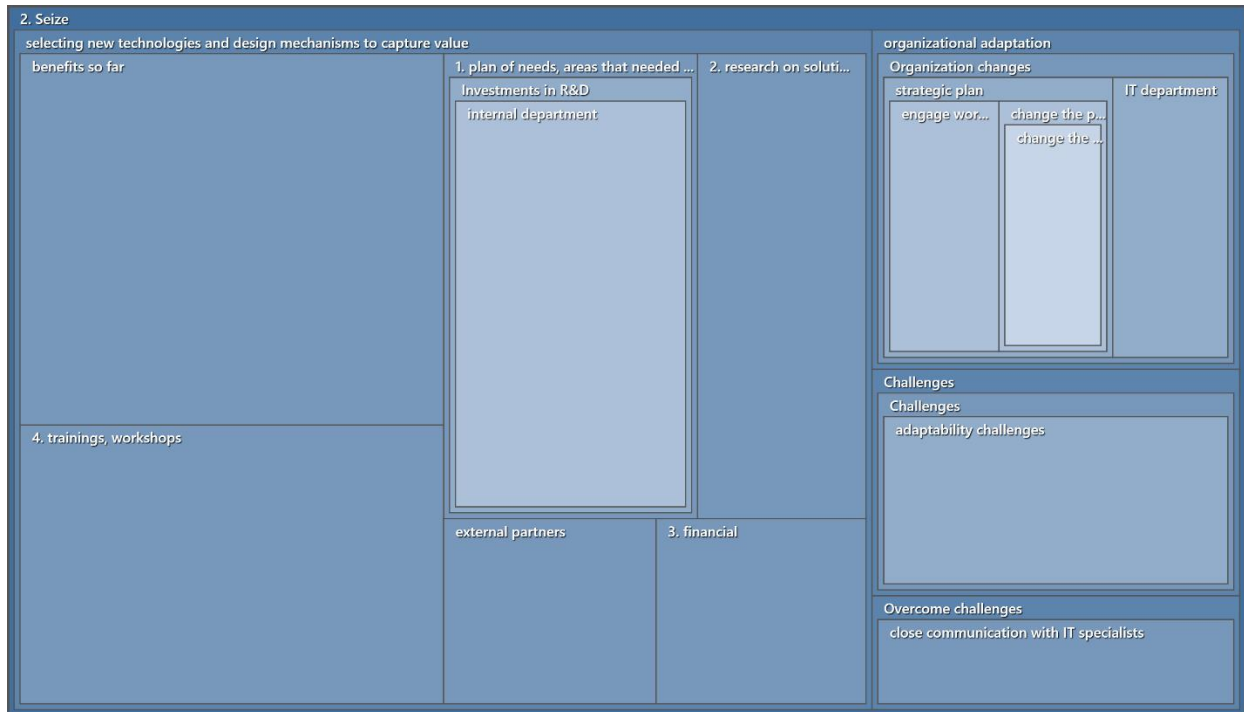 2. Seize
selecting new technologies and design mechanisms to capture value
benefits so far
4. trainings, workshops
1. plan of needs, areas that needed ...
Investments in R&D
internal department
2. research on soluti...
external partners
3. financial
organizational adaptation
Organization changes
strategic plan
engage wor...
change the p...
change the ...
IT department
Challenges
Challenges
adaptability challenges
Overcome challenges
close communication with IT specialists